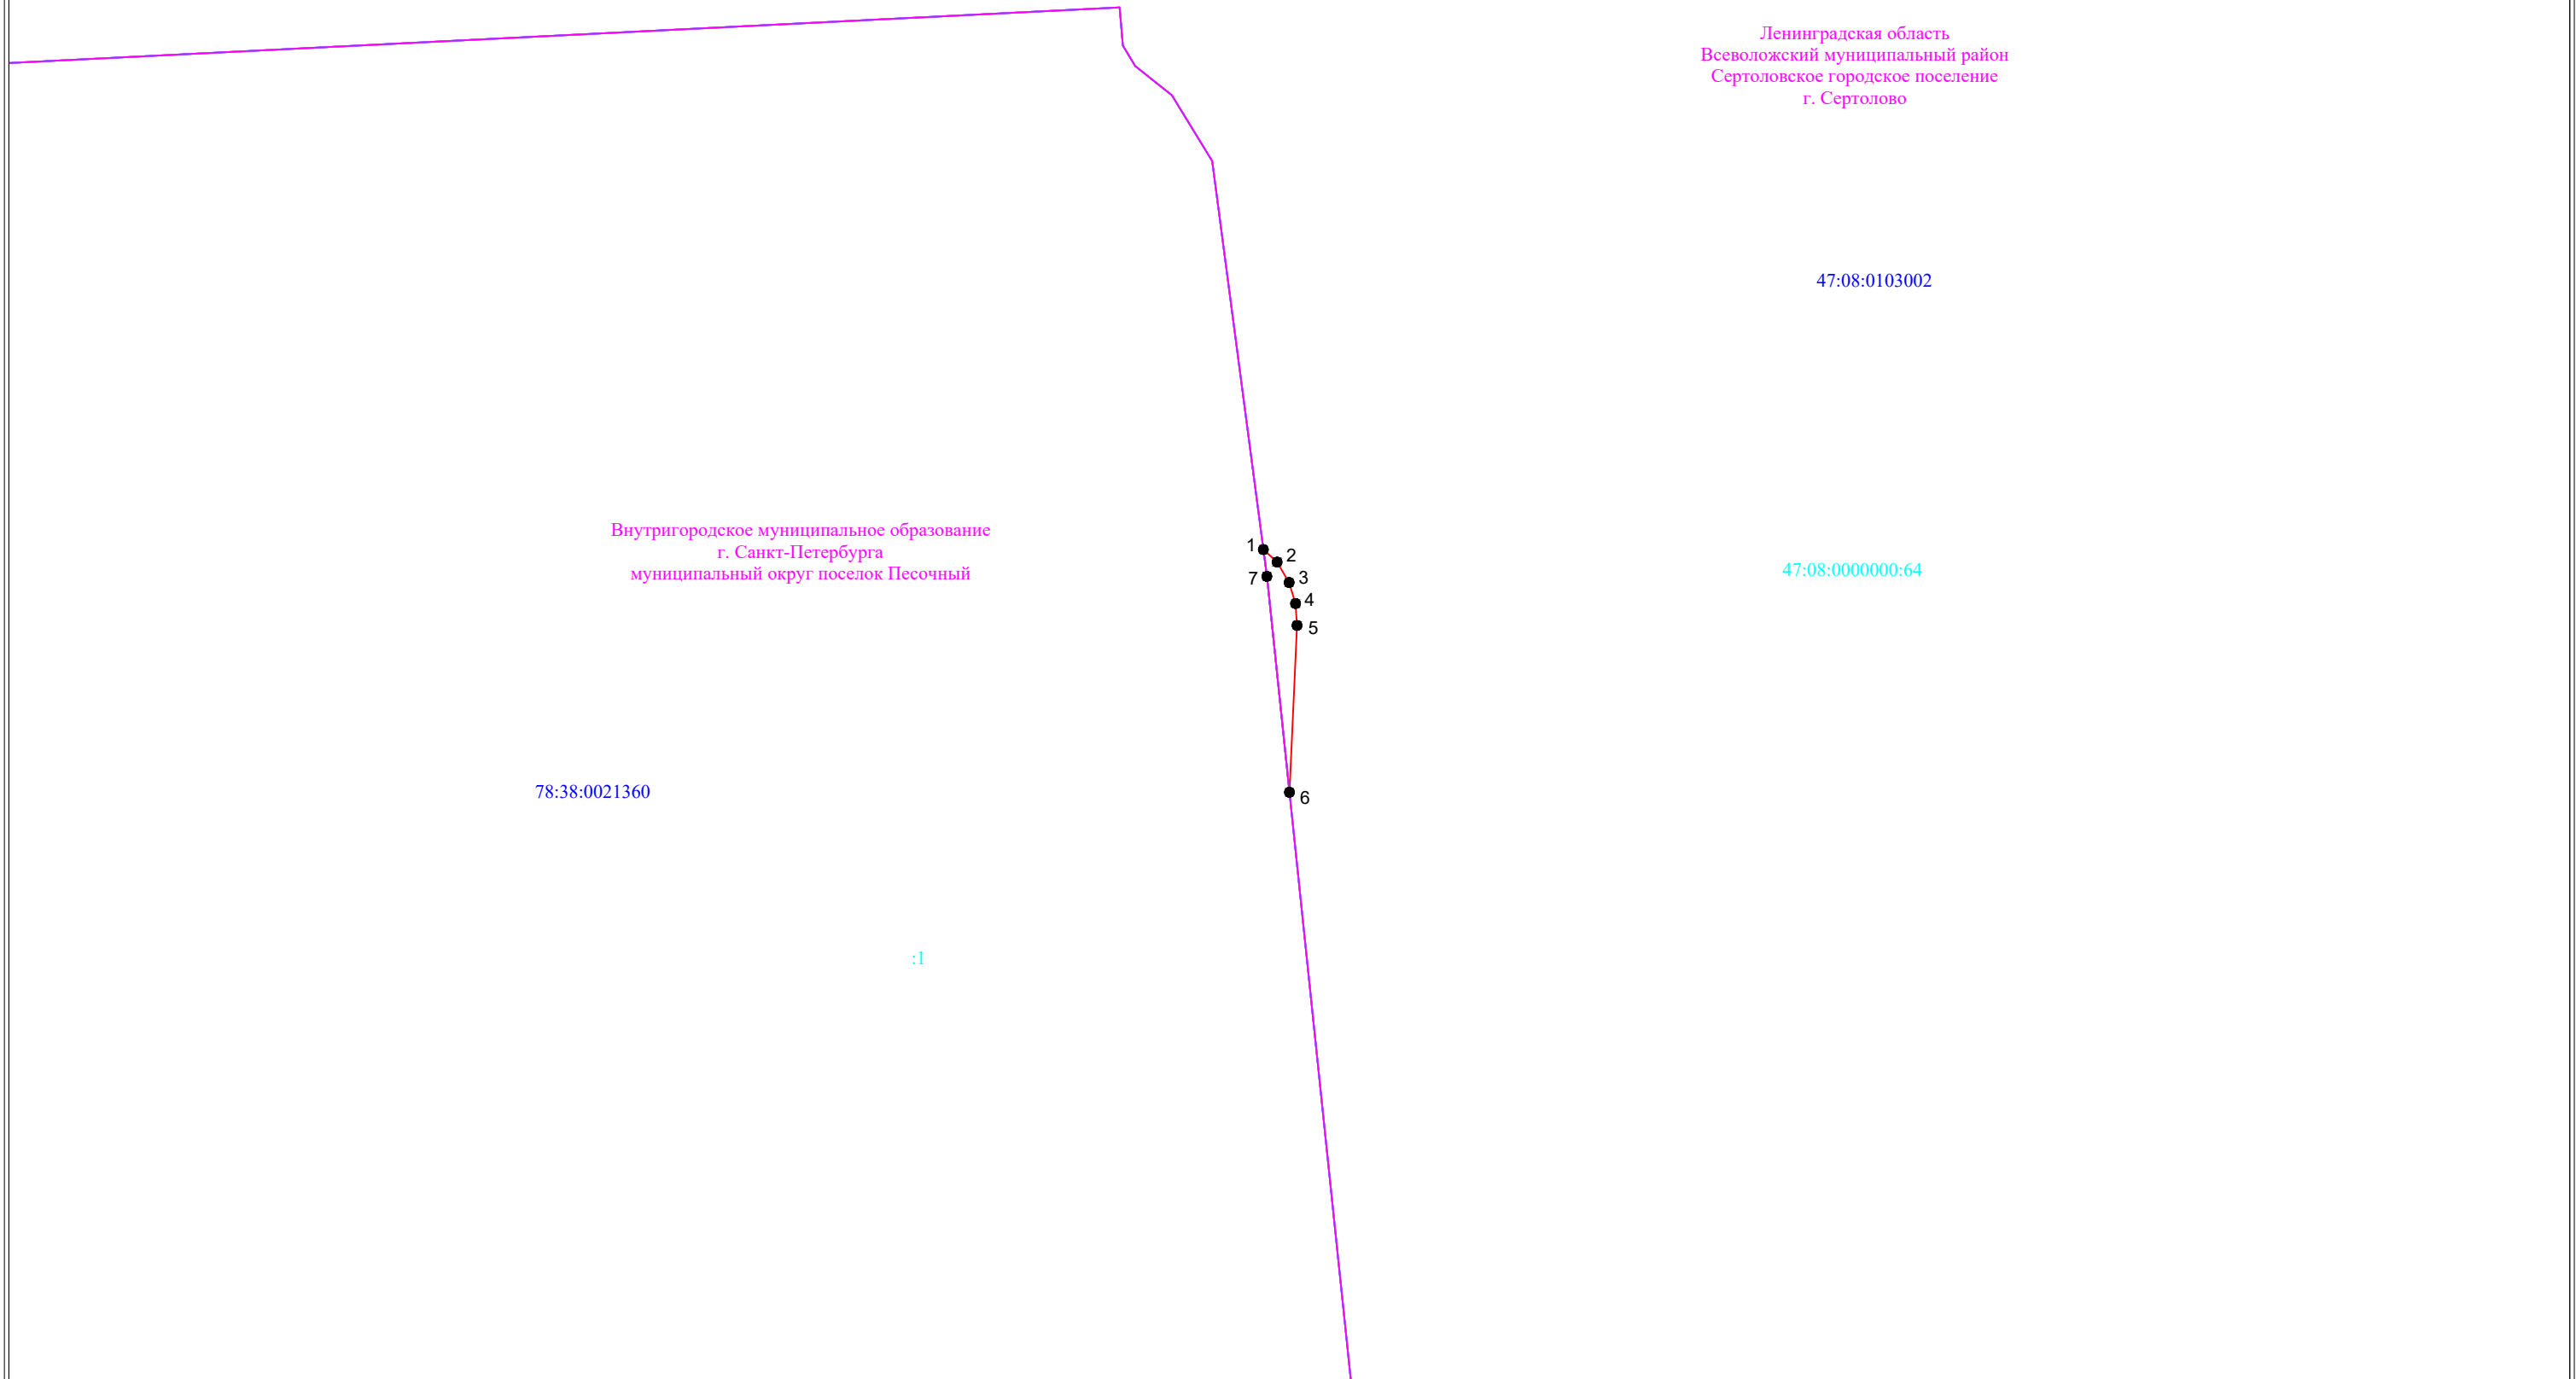 Ленинградская область
Всеволожский муниципальный район
Сертоловское городское поселение
г. Сертолово
47:08:0103002
Внутригородское муниципальное образование
г. Санкт-Петербурга
муниципальный округ поселок Песочный
1
2
7
3
4
5
47:08:0000000:64
78:38:0021360
6
:1